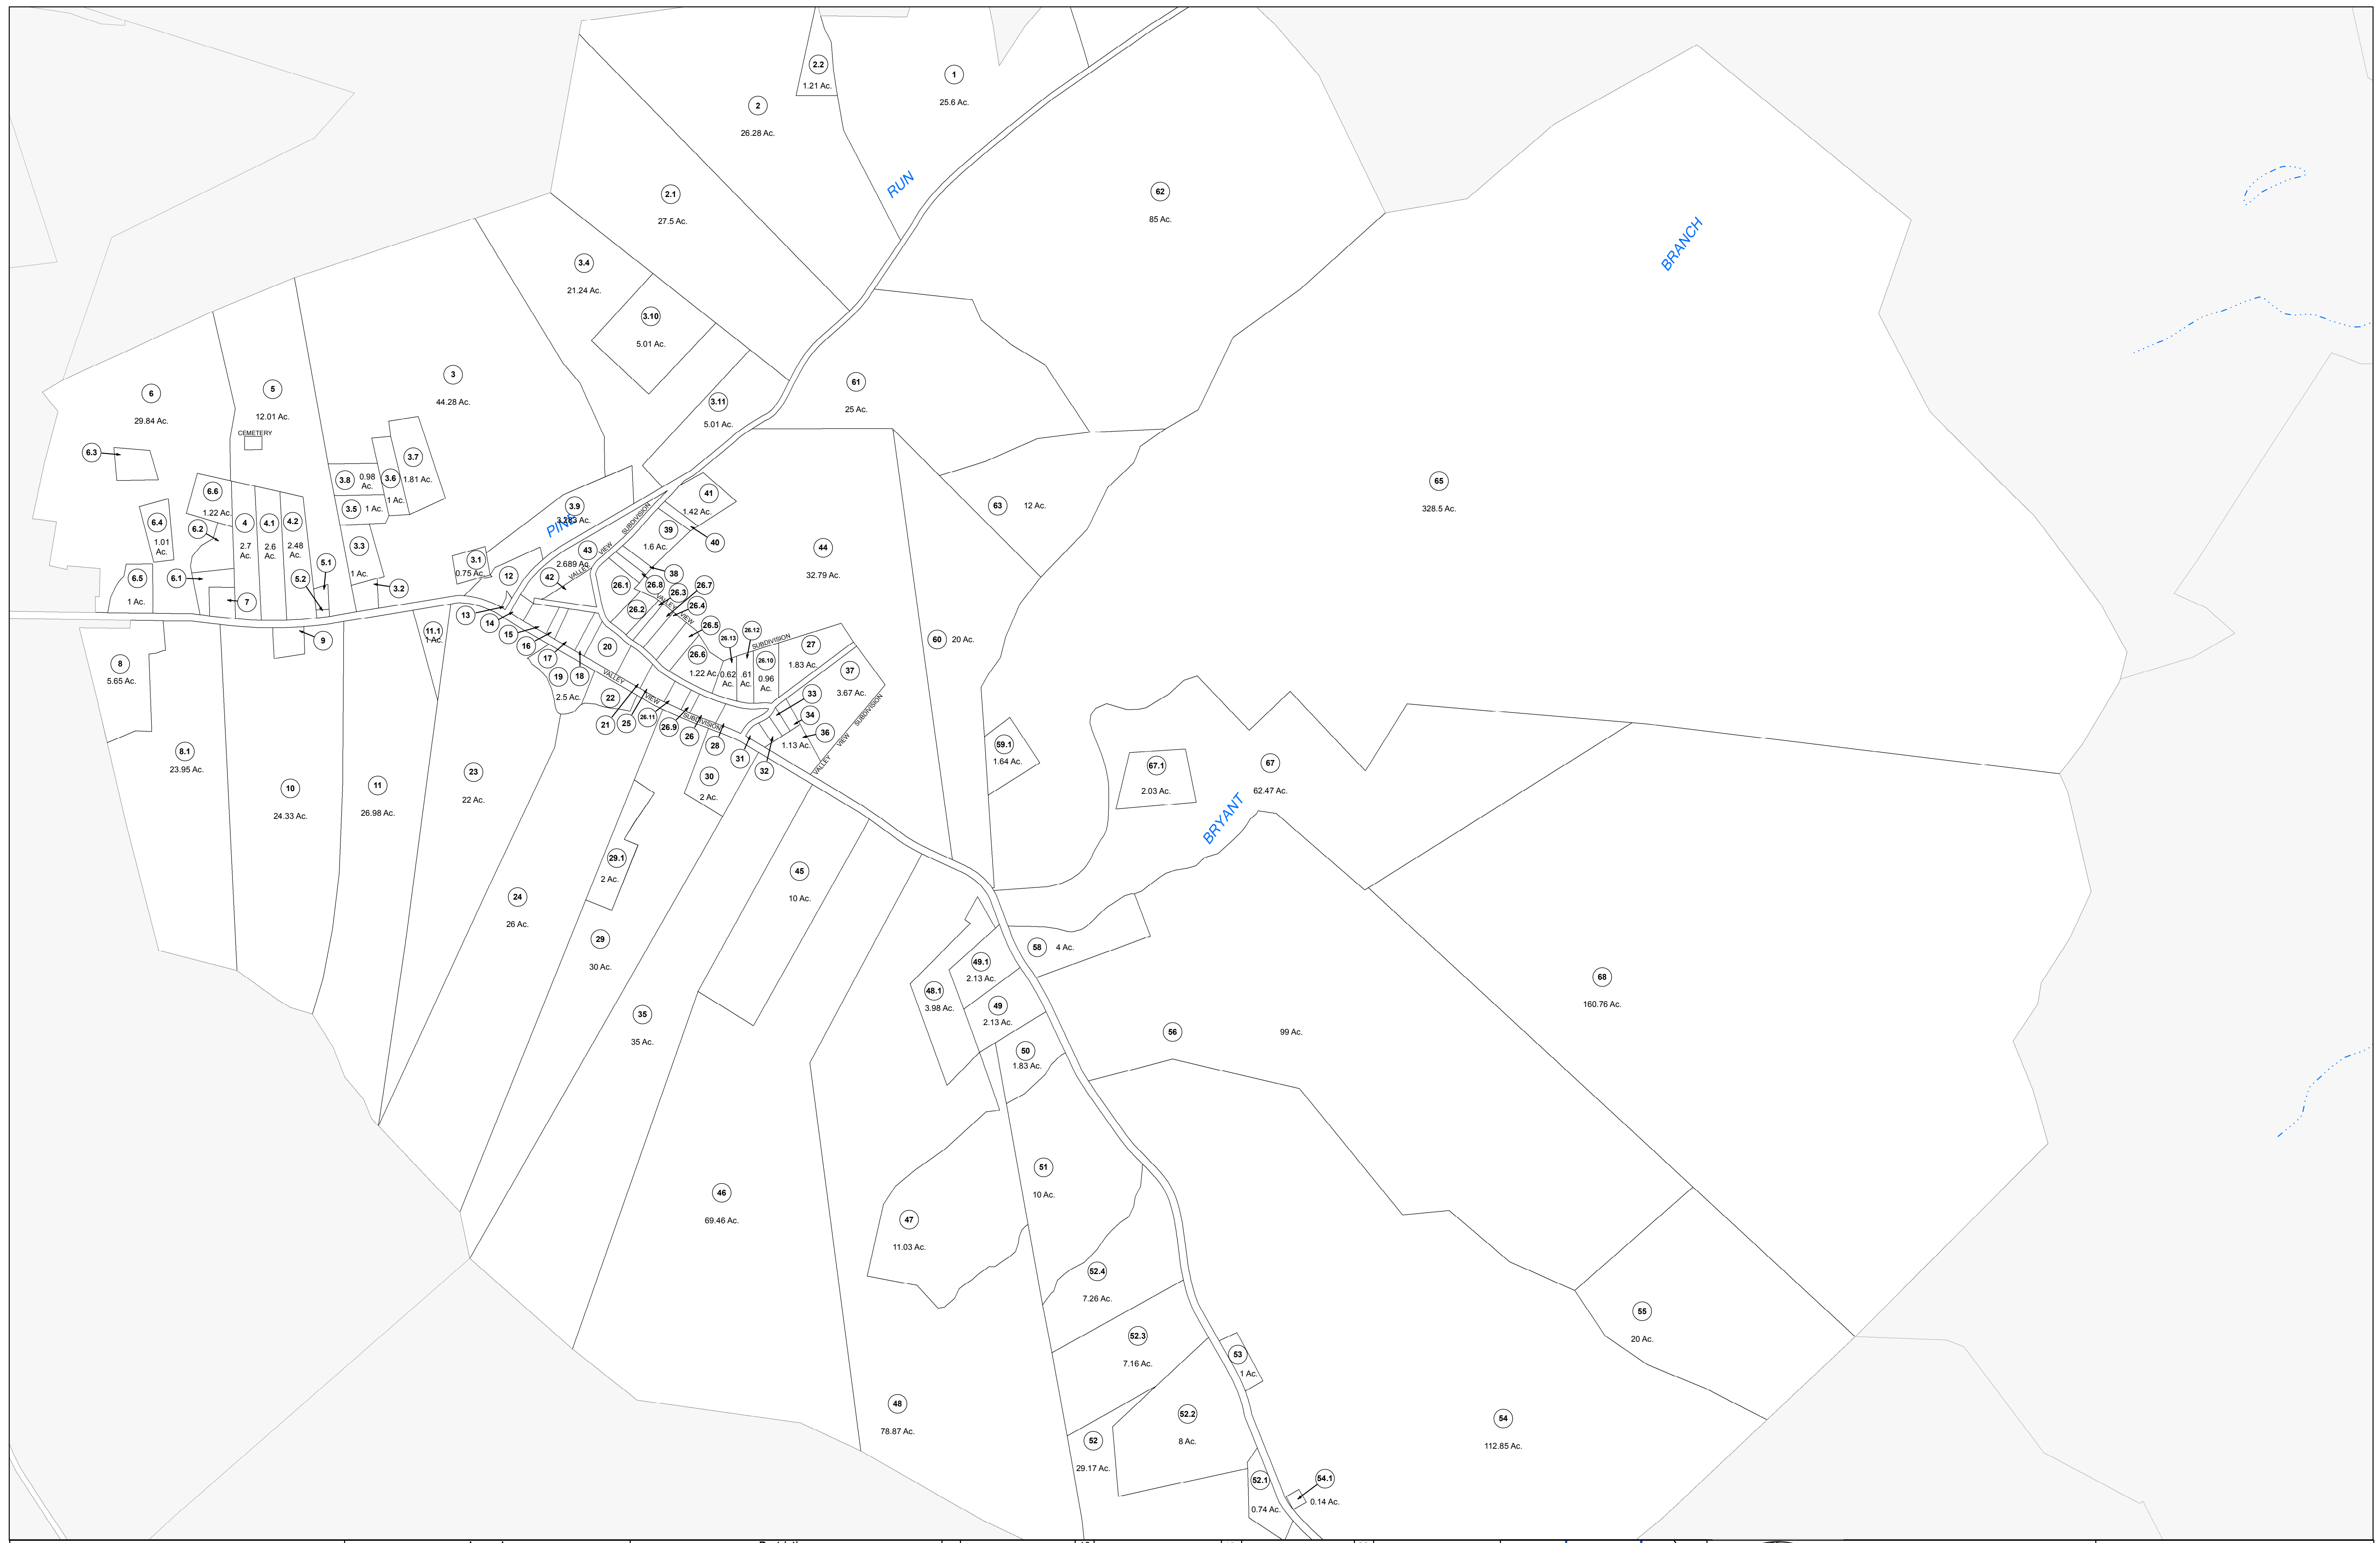 2.2
1.21 Ac.
1
25.6 Ac.
2
26.28 Ac.
RUN
62
85 Ac.
2.1
27.5 Ac.
BRANCH
3.4
21.24 Ac.
3.10
5.01 Ac.
3
44.28 Ac.
61
25 Ac.
3.11
5.01 Ac.
6
29.84 Ac.
5
12.01 Ac.
CEMETERY
6.3
3.7
1.81 Ac.
3.8
0.98
Ac.
3.6
1 Ac.
3.5
1 Ac.
65
328.5 Ac.
6.6
1.22 Ac.
41
1.42 Ac.
63
12 Ac.
3.9
PINE
SUBDIVISION
VIEW
VALLEY
6.4
1.01
Ac.
6.2
4
2.7
Ac.
4.1
2.6
Ac.
4.2
2.48
Ac.
39
1.6 Ac.
40
3.3
1 Ac.
43
2.689 Ac.
44
32.79 Ac.
5.1
3.1
0.75 Ac.
12
42
38
6.5
1 Ac.
6.1
5.2
3.2
26.1
26.8
26.3
26.7
7
26.2
26.4
VALLEY
VIEW
SUBDIVISION
13
14
15
16
17
18
26.5
26.13
26.12
9
11.1
1 Ac.
20
26.6
1.22 Ac.
0.62
Ac.
.61
Ac.
26.10
0.96
Ac.
27
1.83 Ac.
60
20 Ac.
8
5.65 Ac.
19
2.5 Ac.
VALLEY
VIEW
SUBDIVISION
37
3.67 Ac.
22
21
25
26.11
26.9
26
28
31
32
33
34
36
1.13 Ac.
VALLEY
VIEW
SUBDIVISION
59.1
1.64 Ac.
8.1
23.95 Ac.
67.1
2.03 Ac.
67
62.47 Ac.
BRYANT
10
24.33 Ac.
11
26.98 Ac.
23
22 Ac.
30
2 Ac.
29.1
2 Ac.
45
10 Ac.
24
26 Ac.
29
30 Ac.
58
4 Ac.
49.1
2.13 Ac.
48.1
3.98 Ac.
49
2.13 Ac.
68
160.76 Ac.
35
35 Ac.
56
99 Ac.
50
1.83 Ac.
51
10 Ac.
46
69.46 Ac.
47
11.03 Ac.
52.4
7.26 Ac.
55
20 Ac.
52.3
7.16 Ac.
53
1 Ac.
48
78.87 Ac.
52.2
8 Ac.
54
112.85 Ac.
52
29.17 Ac.
52.1
0.74 Ac.
54.1
0.14 Ac.